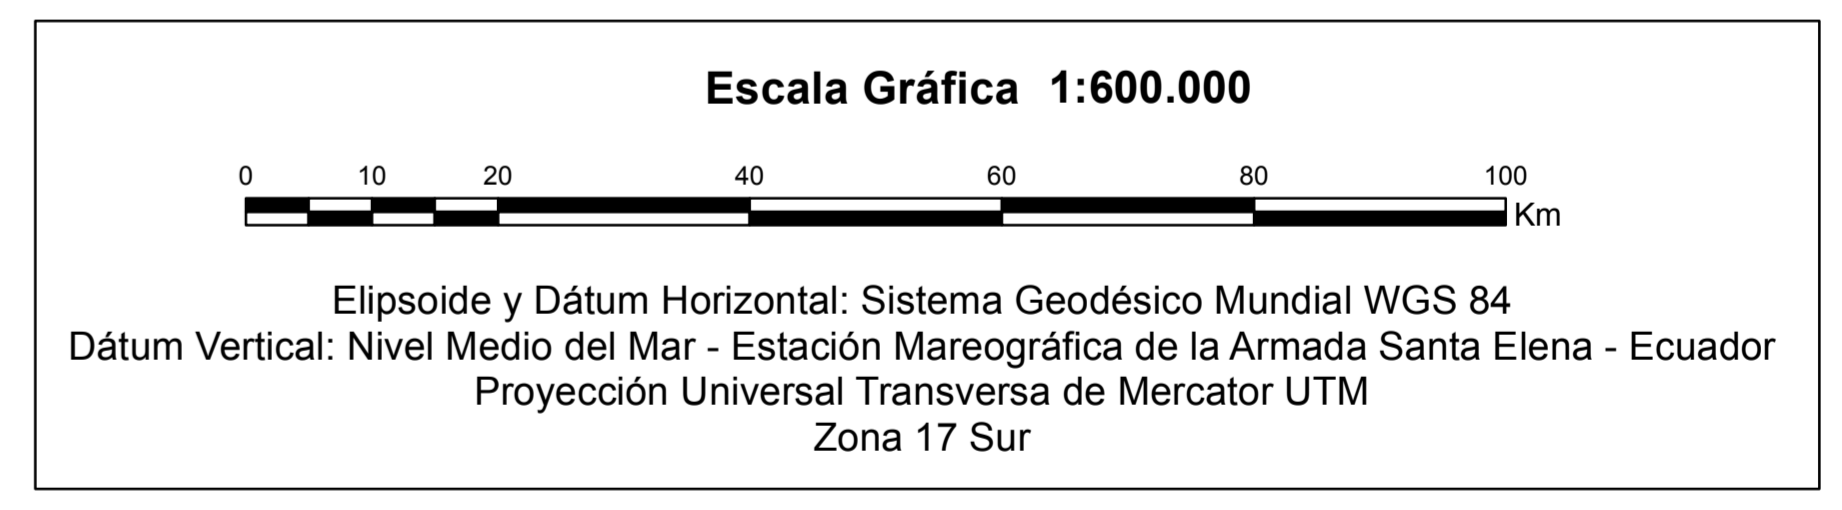 Escala Gráfica 1:600.000
0 10 20 40 60 80 100
Km
Elipsoide y Dátum Horizontal: Sistema Geodésico Mundial WGS 84
Dátum Vertical: Nivel Medio del Mar - Estación Mareográfica de la Armada Santa Elena - Ecuador
Proyección Universal Transversa de Mercator UTM
Zona 17 Sur